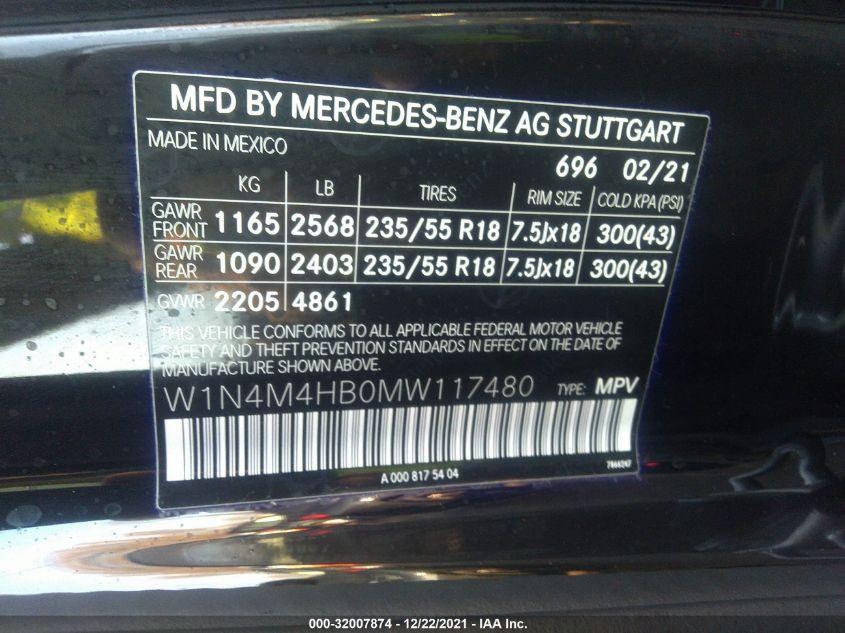 MFD BY MERCEDES-BENZ AG STUTTGART
MADE IN MEXICO
696 02/21
KG LB TIRES RIM SIZE COLD KPA (PSI)
GAWR FRONT 1165 2568 235/55 R18 7.5Jx18 300(43)
GAWR REAR 1090 2403 235/55 R18 7.5Jx18 300(43)
GVWR 2205 4861
THIS VEHICLE CONFORMS TO ALL APPLICABLE FEDERAL MOTOR VEHICLE
SAFETY AND THEFT PREVENTION STANDARDS IN EFFECT ON THE DATE OF
MANUFACTURE SHOWN ABOVE.
W1N4M4HB0MW117480 TYPE: MPV
A 000 817 54 04 7866247
000-32007874 - 12/22/2021 - IAA Inc.